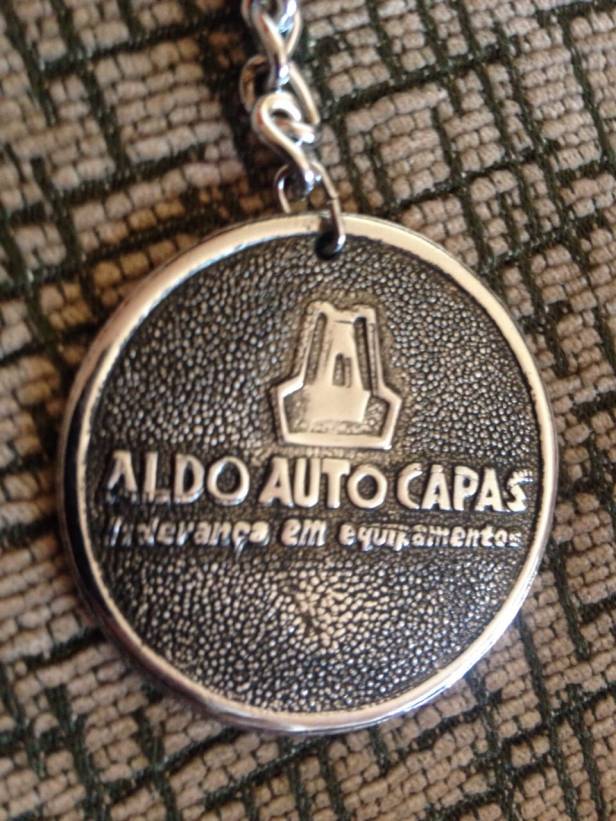 ALDO AUTO CAPAS
liderança em equipamentos